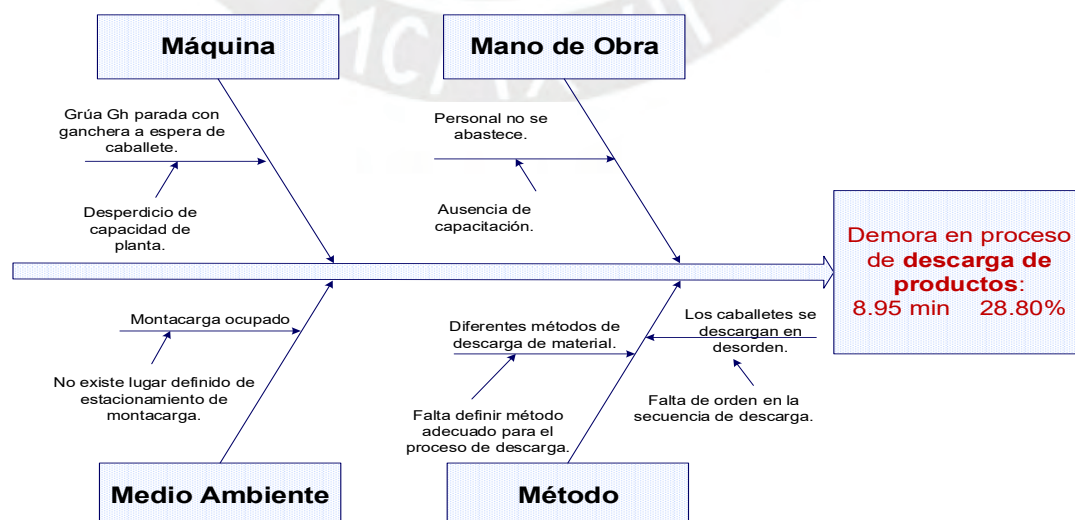 Máquina
Mano de Obra
Grúa Gh parada con
ganchera a espera de
caballete.
Desperdicio de
capacidad de
planta.
Personal no se
abastece.
Ausencia de
capacitación.
Demora en proceso
de descarga de
productos:
8.95 min 28.80%
Montacarga ocupado
No existe lugar definido de
estacionamiento de
montacarga.
Diferentes métodos de
descarga de material.
Falta definir método
adecuado para el
proceso de descarga.
Los caballetes se
descargan en
desorden.
Falta de orden en la
secuencia de descarga.
Medio Ambiente
Método